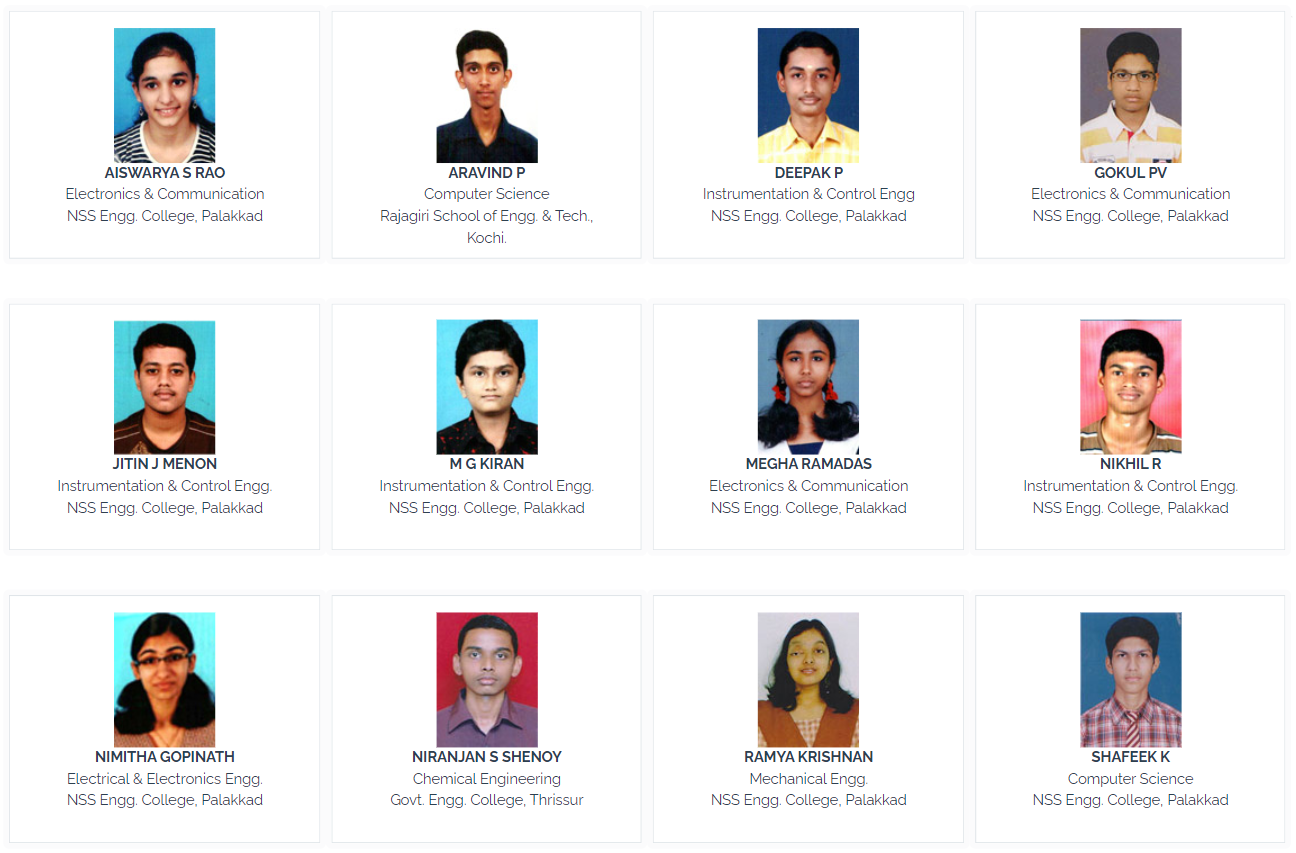 AISWARYA S RAO
Electronics & Communication
NSS Engg. College, Palakkad
ARAVIND P
Computer Science
Rajagiri School of Engg. & Tech.,
Kochi.
DEEPAK P
Instrumentation & Control Engg
NSS Engg. College, Palakkad
GOKUL PV
Electronics & Communication
NSS Engg. College, Palakkad
JITIN J MENON
Instrumentation & Control Engg.
NSS Engg. College, Palakkad
M G KIRAN
Instrumentation & Control Engg.
NSS Engg. College, Palakkad
MEGHA RAMADAS
Electronics & Communication
NSS Engg. College, Palakkad
NIKHIL R
Instrumentation & Control Engg.
NSS Engg. College, Palakkad
NIMITHA GOPINATH
Electrical & Electronics Engg.
NSS Engg. College, Palakkad
NIRANJAN S SHENOY
Chemical Engineering
Govt. Engg. College, Thrissur
RAMYA KRISHNAN
Mechanical Engg.
NSS Engg. College, Palakkad
SHAFEEK K
Computer Science
NSS Engg. College, Palakkad